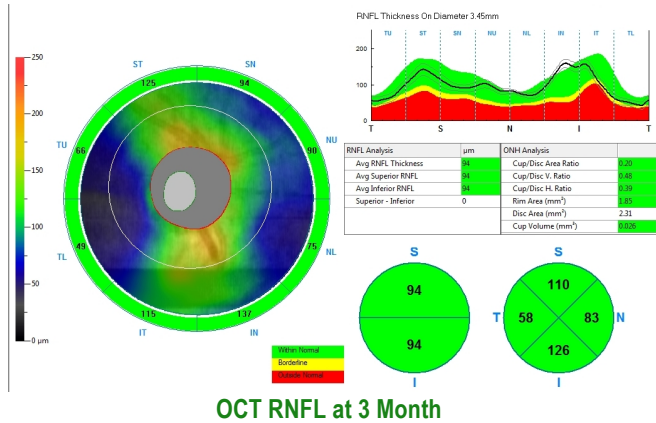 RNFL Thickness On Diameter 3.45mm
TU ST SN NU NL IN IT TL
200
100
0
T S N I T
250
200
150
100
50
0 µm
ST SN
125 94
TU 66 90 NU
TL 49 75 NL
115 137
IT IN
Within Normal
Borderline
Outside Normal
RNFL Analysis µm
Avg RNFL Thickness 94
Avg Superior RNFL 94
Avg Inferior RNFL 94
Superior - Inferior 0
ONH Analysis
Cup/Disc Area Ratio 0.20
Cup/Disc V. Ratio 0.48
Cup/Disc H. Ratio 0.39
Rim Area (mm²) 1.85
Disc Area (mm²) 2.31
Cup Volume (mm³) 0.026
S
94
94
I
S
110
T 58 83 N
126
I
OCT RNFL at 3 Month